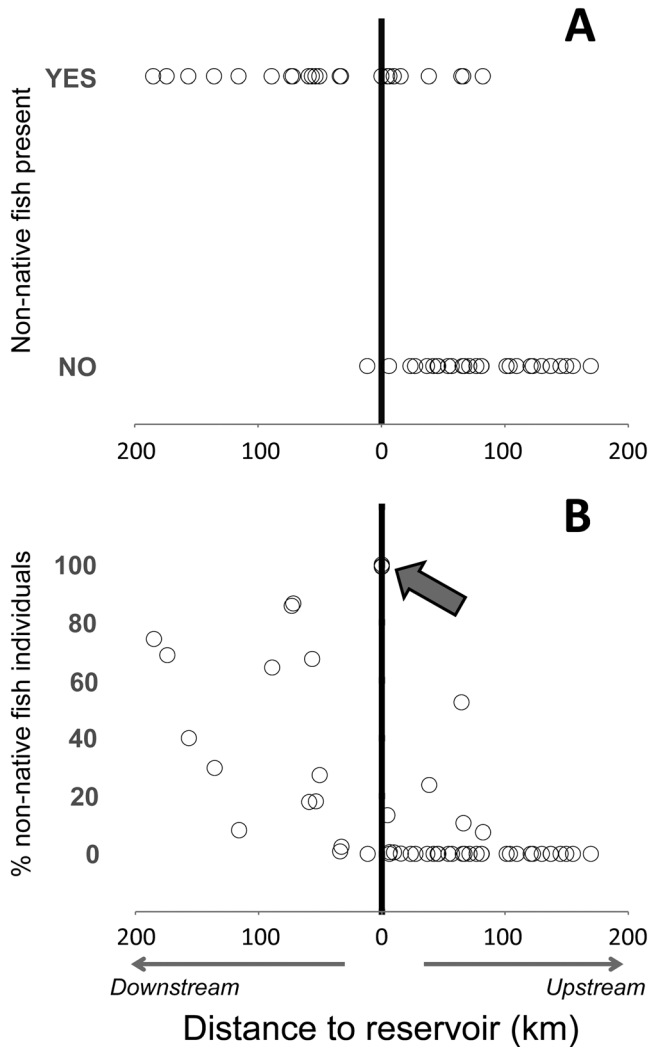 A
Non-native fish present
YES
NO
200 100 0 100 200
B
% non-native fish individuals
100
80
60
40
20
0
200 100 0 100 200
Downstream Upstream
Distance to reservoir (km)